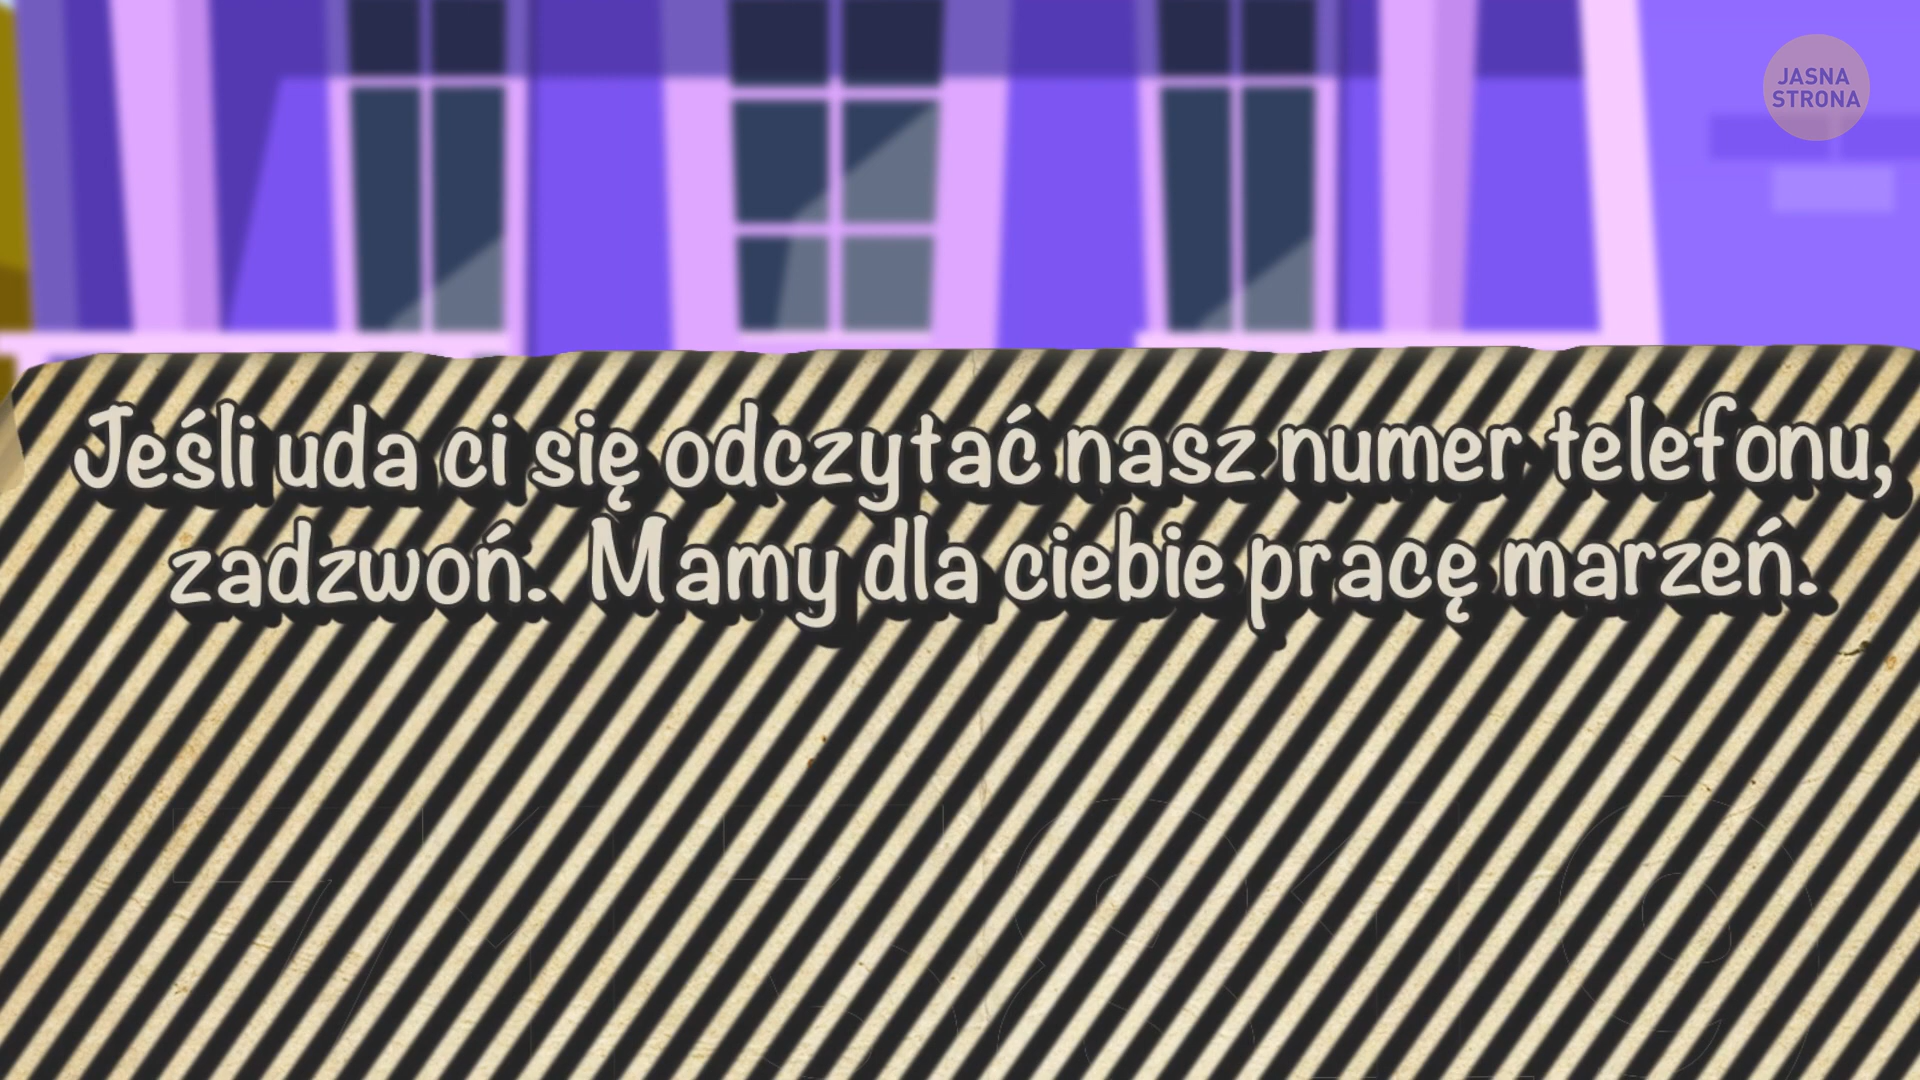 JASNA
STRONA
Jeśli uda ci się odczytać nasz numer telefonu,
zadzwoń. Mamy dla ciebie pracę marzeń.